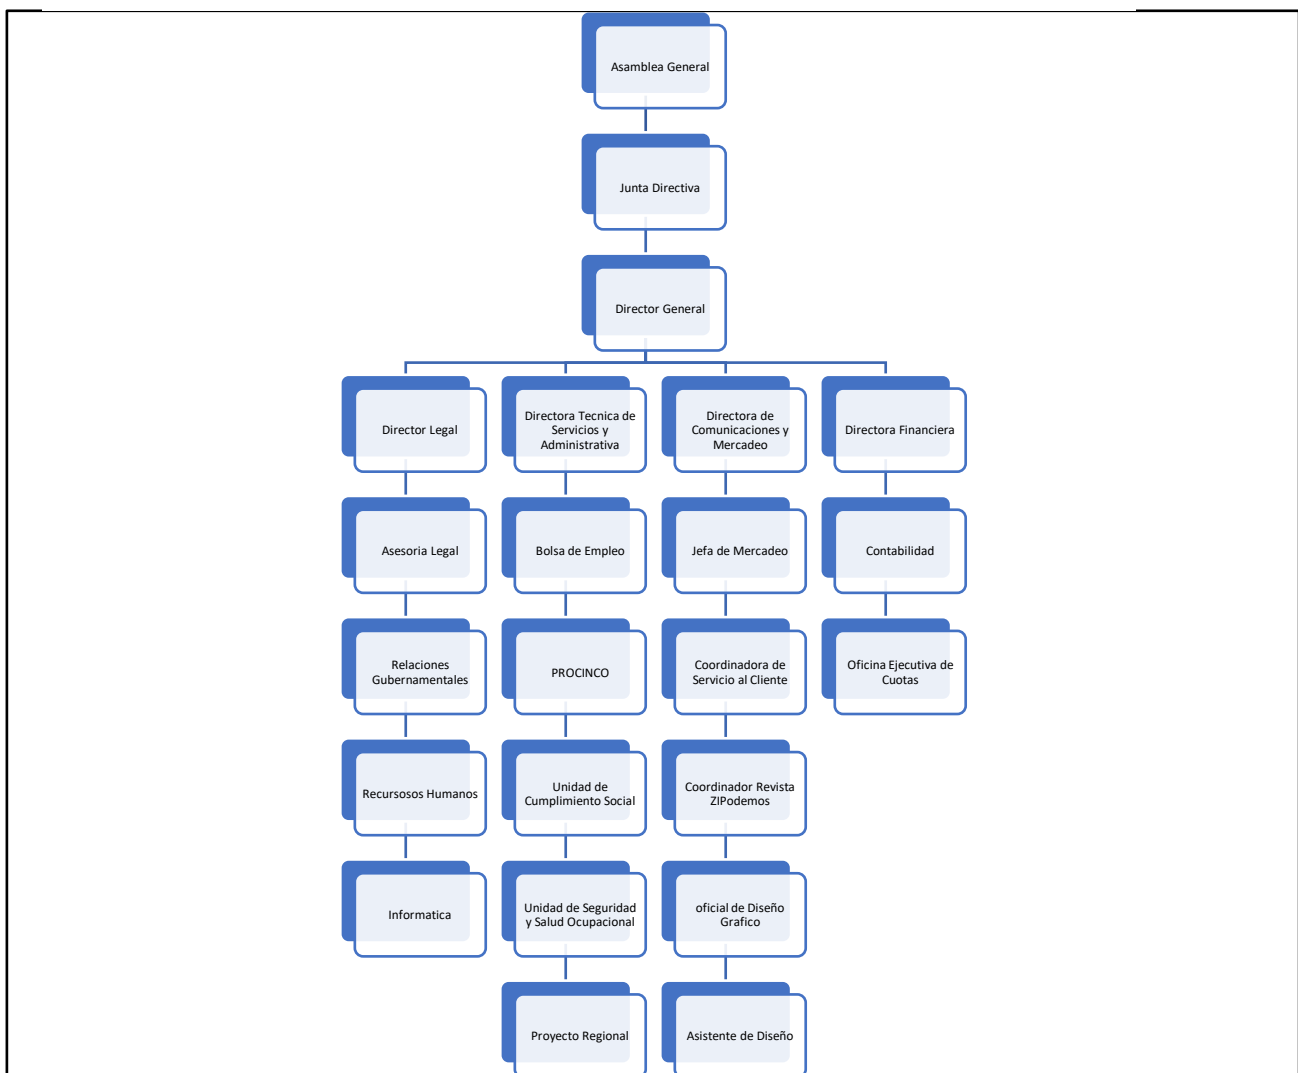 Asamblea General
Junta Directiva
Director General
Director Legal
Directora Tecnica de
Servicios y
Administrativa
Directora de
Comunicaciones y
Mercadeo
Directora Financiera
Asesoria Legal
Bolsa de Empleo
Jefa de Mercadeo
Contabilidad
Relaciones
Gubernamentales
PROCINCO
Coordinadora de
Servicio al Cliente
Oficina Ejecutiva de
Cuotas
Recursosos Humanos
Unidad de
Cumplimiento Social
Coordinador Revista
ZIPodemos
Informatica
Unidad de Seguridad
y Salud Ocupacional
oficial de Diseño
Grafico
Proyecto Regional
Asistente de Diseño